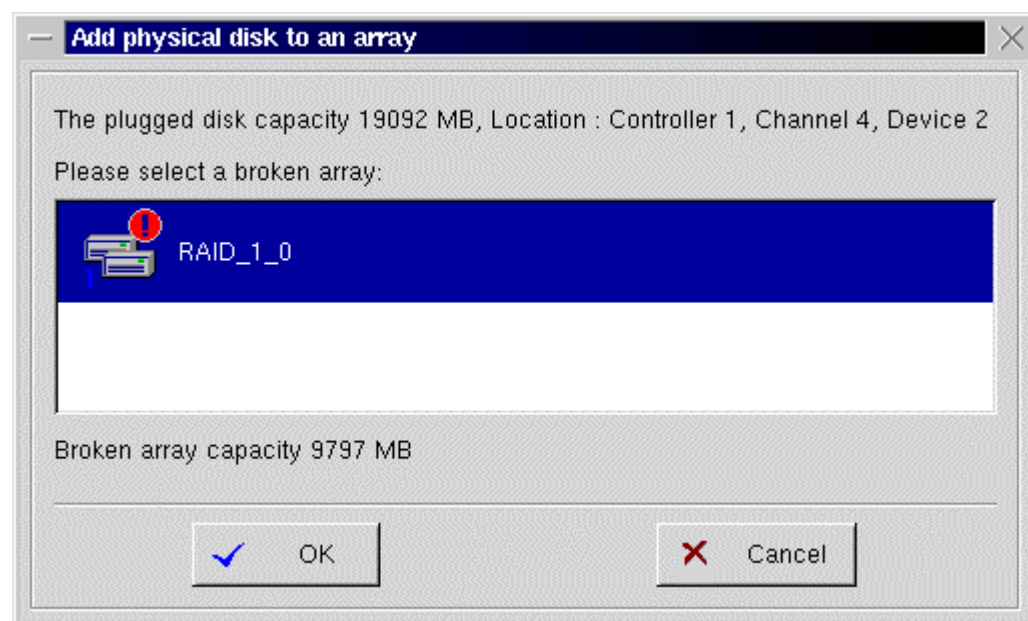 Add physical disk to an array
The plugged disk capacity 19092 MB, Location : Controller 1, Channel 4, Device 2
Please select a broken array:
1
RAID_1_0
Broken array capacity 9797 MB
OK
Cancel